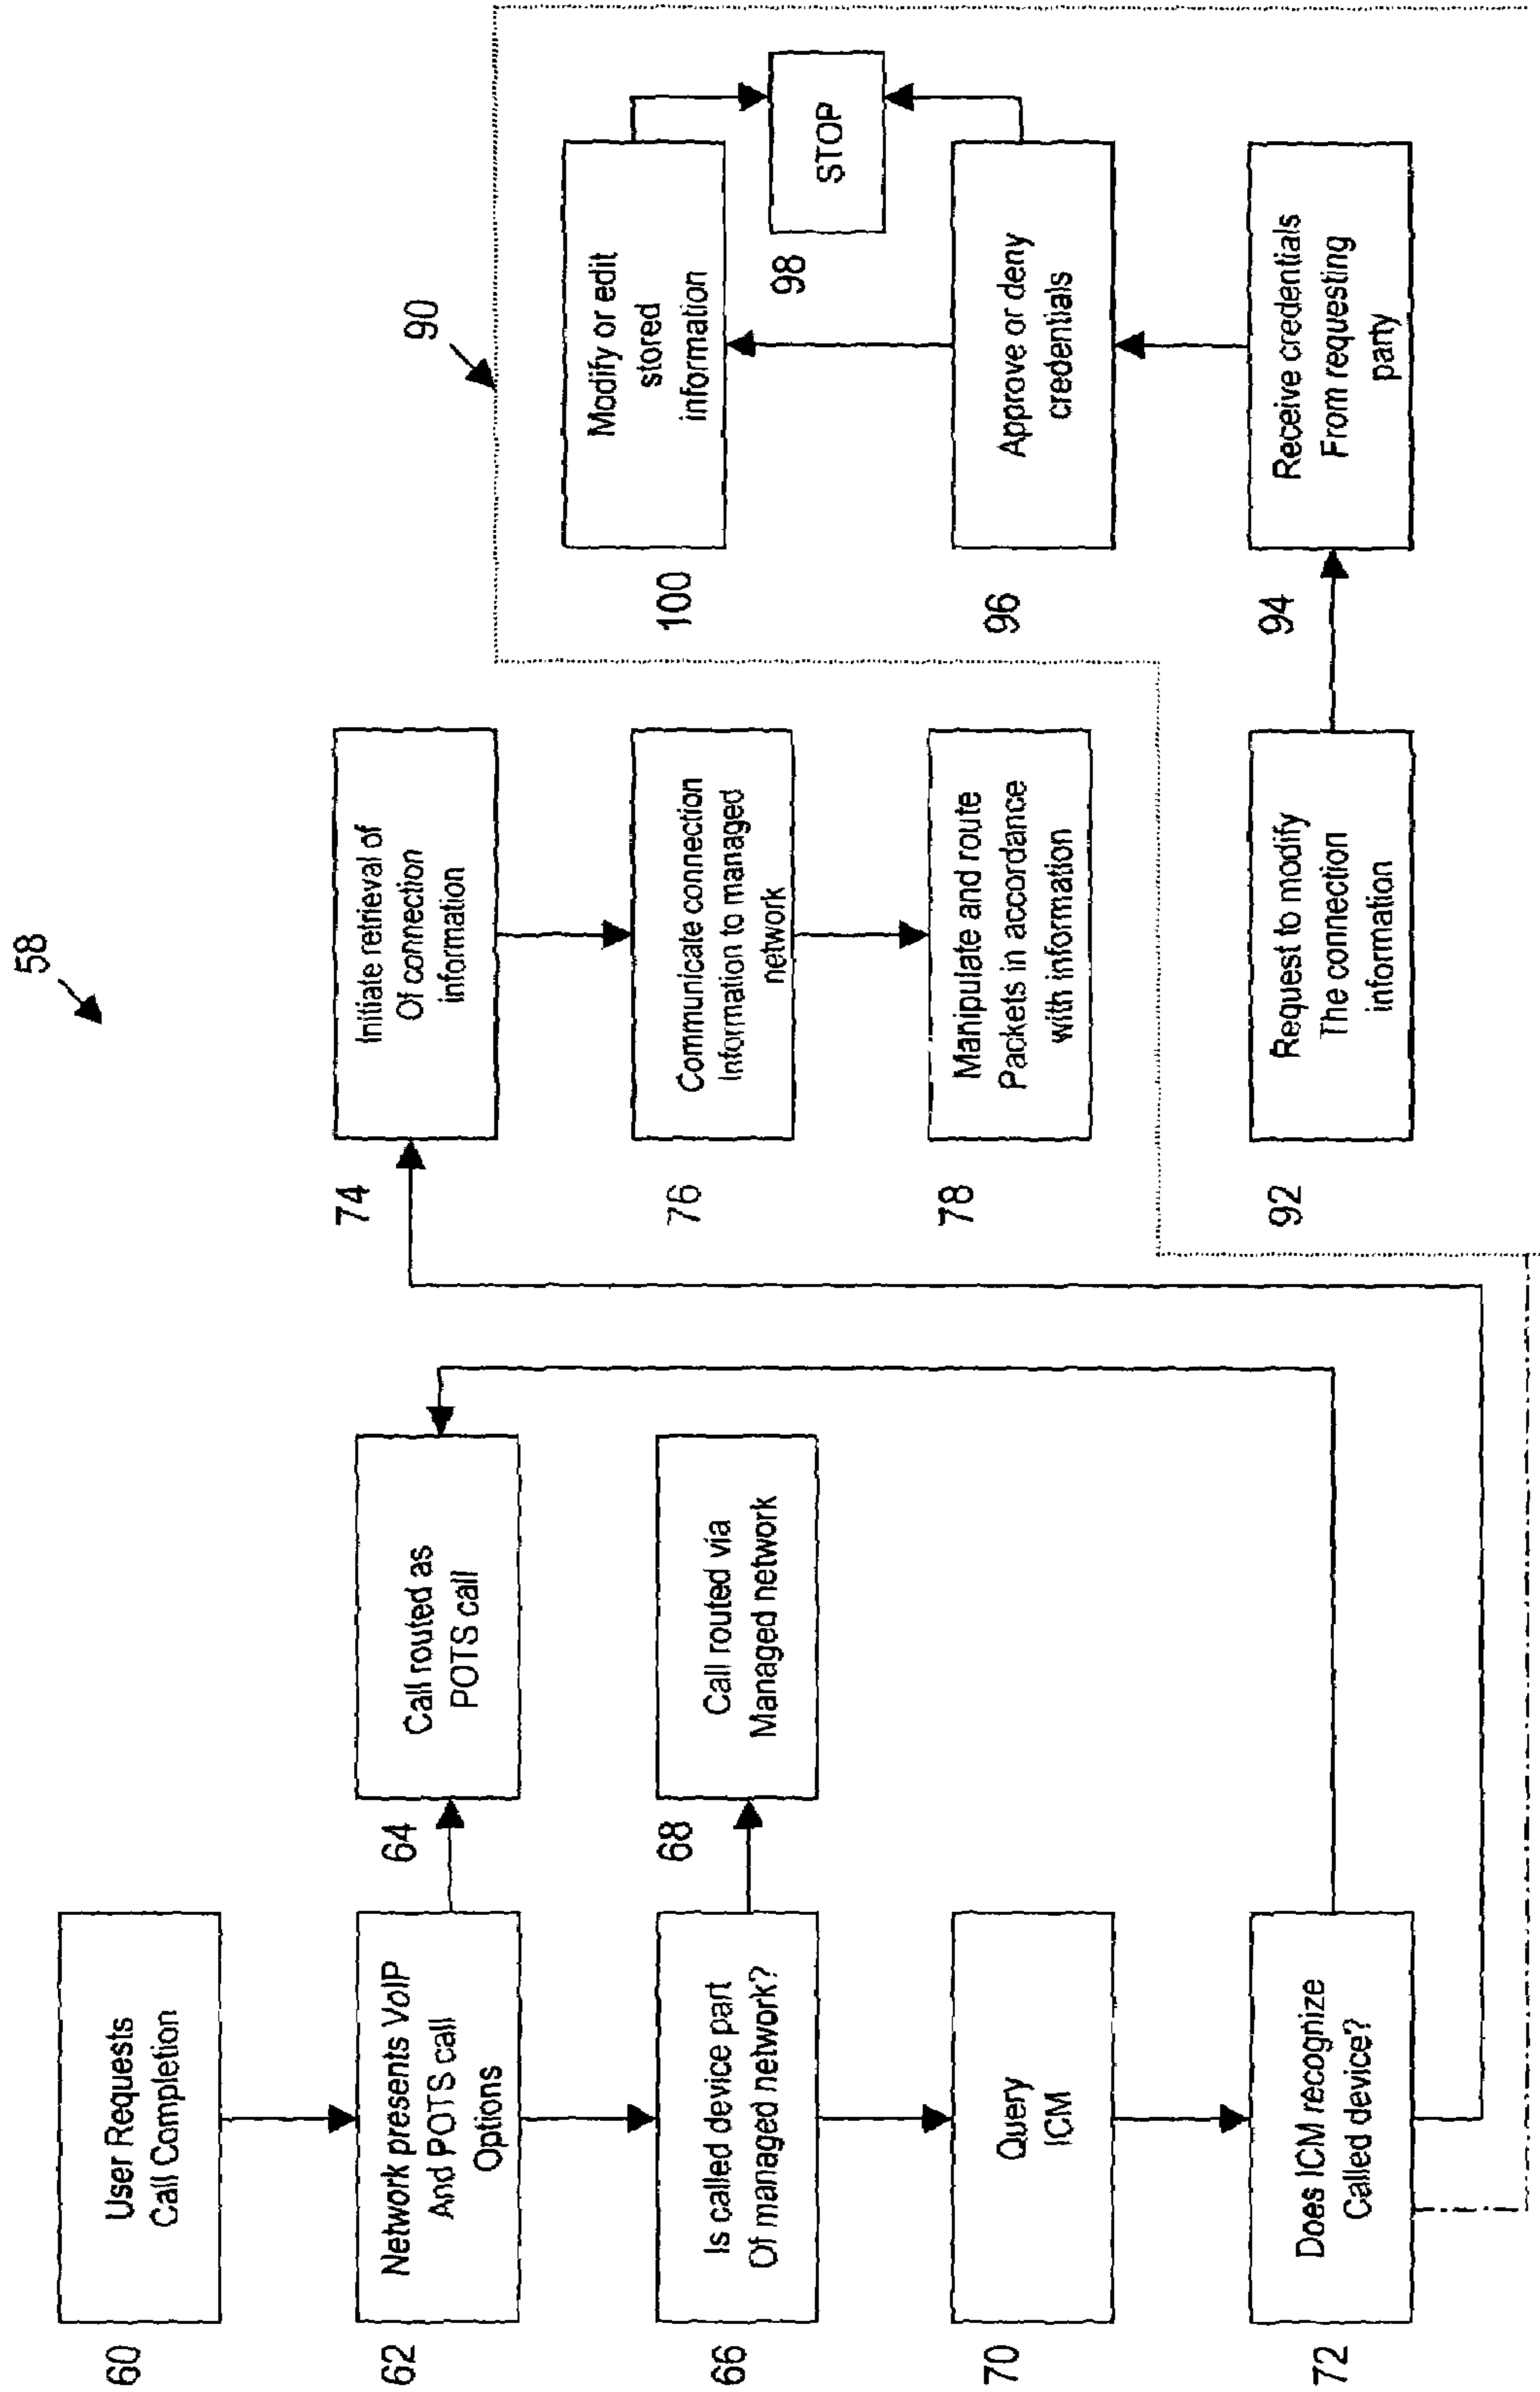 58
60
User Requests
Call Completion
62
Network presents VoIP
And POTS call
Options
64
Call routed as
POTS call
66
Is called device part
Of managed network?
68
Call routed via
Managed network
70
Query
ICM
72
Does ICM recognize
Called device?
74
Initiate retrieval of
Of connection
information
76
Communicate connection
Information to managed
network
78
Manipulate and route
Packets in accordance
with information
90
92
Request to modify
The connection
information
94
Receive credentials
From requesting
party
96
Approve or deny
credentials
98
STOP
100
Modify or edit
stored
information